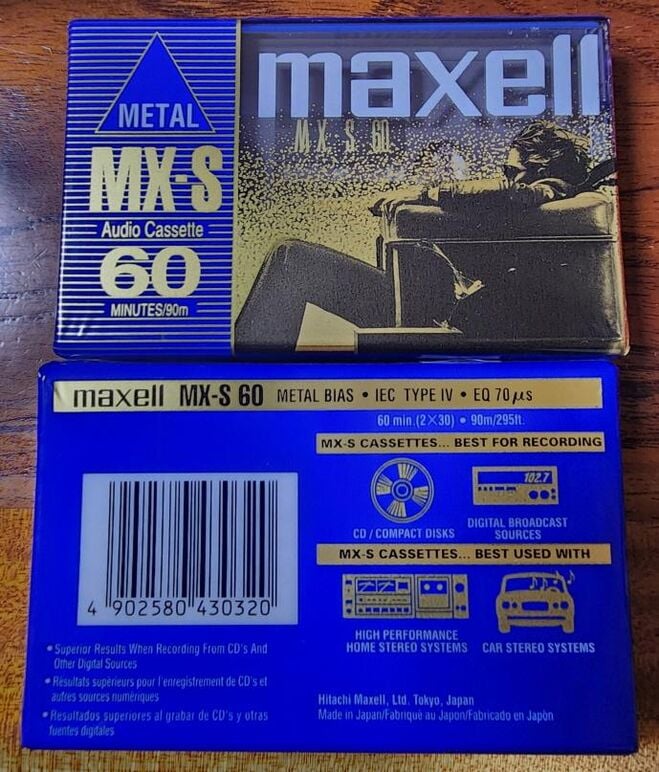 METAL
maxell
MX S 60
MX-S
Audio Cassette
60
MINUTES/90m
maxell MX-S 60 METAL BIAS • IEC TYPE IV • EQ 70μs
60 min.(2×30) • 90m/295ft.
MX-S CASSETTES... BEST FOR RECORDING
102.7
CD / COMPACT DISKS
DIGITAL BROADCAST
SOURCES
MX-S CASSETTES... BEST USED WITH
HIGH PERFORMANCE
HOME STEREO SYSTEMS
CAR STEREO SYSTEMS
4 902580 430320
• Superior Results When Recording From CD's And
Other Digital Sources
• Résultats supérieurs pour l'enregistrement de CD's et
autres sources numériques
• Resultados superiores al grabar de CD's y otras
fuentes digitales
Hitachi Maxell, Ltd. Tokyo, Japan
Made in Japan/Fabriqué au Japon/Fabricado en Japòn